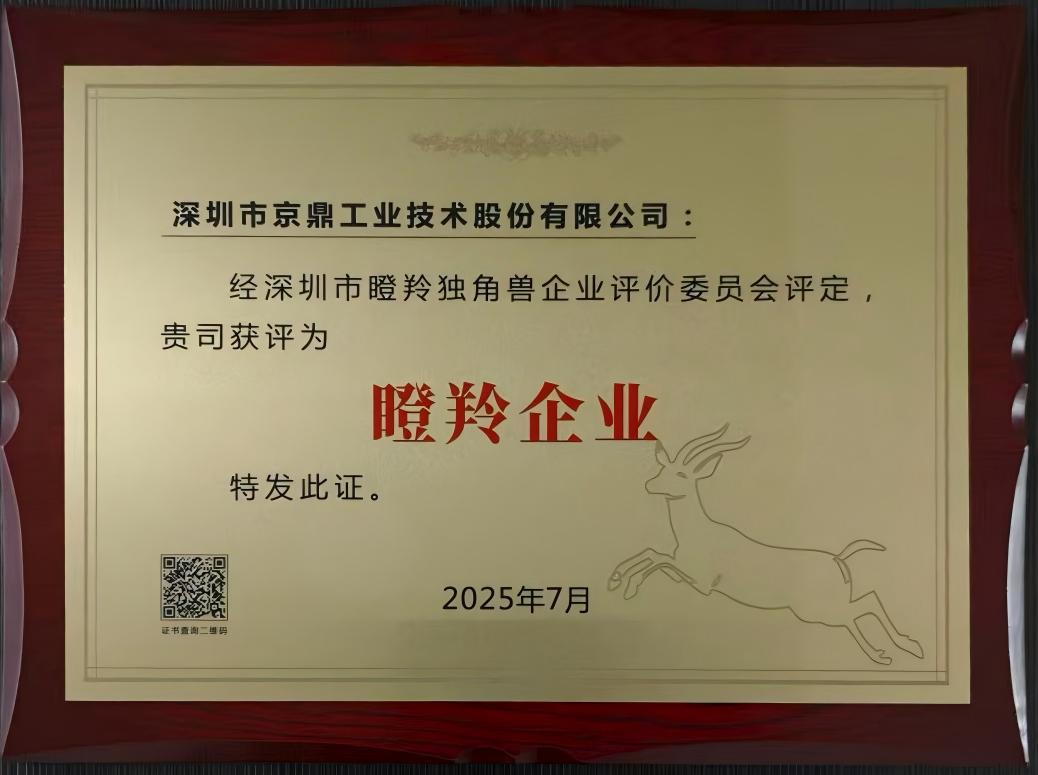 深圳市京鼎工业技术股份有限公司：
经深圳市瞪羚独角兽企业评价委员会评定，
贵司获评为
瞪羚企业
特发此证。
2025年7月
证书查询二维码